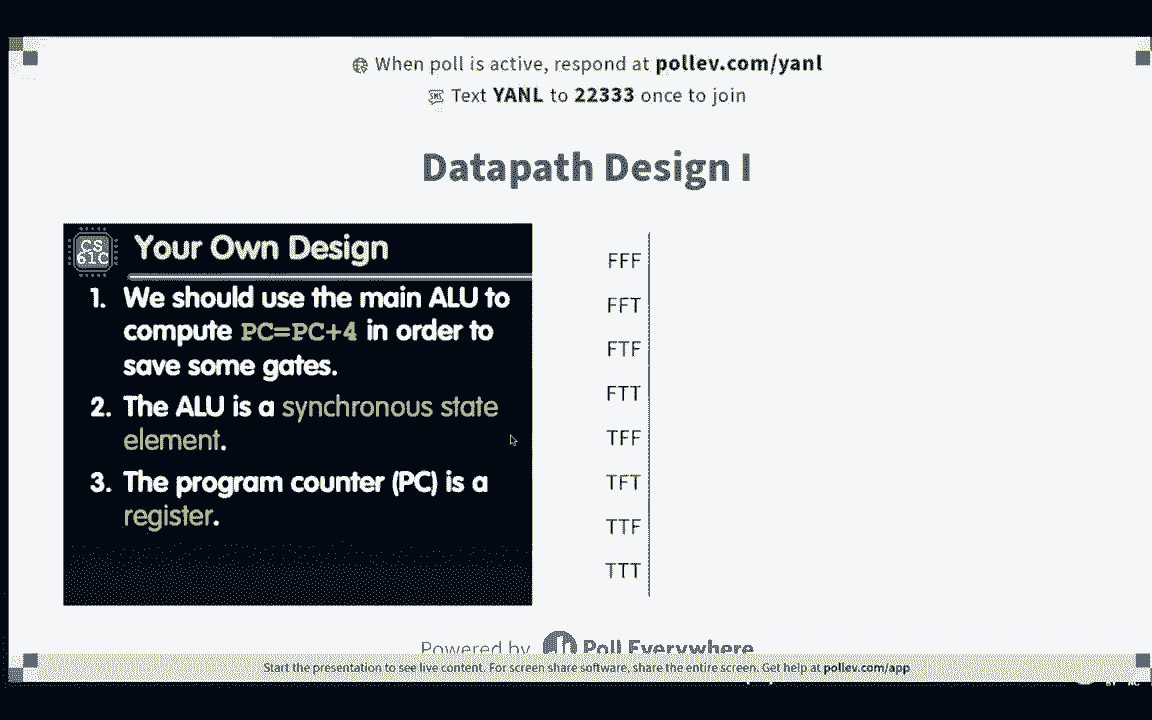 When poll is active, respond at pollev.com/yanl
SMS Text YANL to 22333 once to join
Datapath Design I
CS
61C
Your Own Design
1. We should use the main ALU to
compute PC=PC+4 in order to
save some gates.
2. The ALU is a synchronous state
element.
3. The program counter (PC) is a
register.
FFF
FFT
FTF
FTT
TFF
TFT
TTF
TTT
Powered by Poll Everywhere
Start the presentation to see live content. For screen share software, share the entire screen. Get help at pollev.com/app